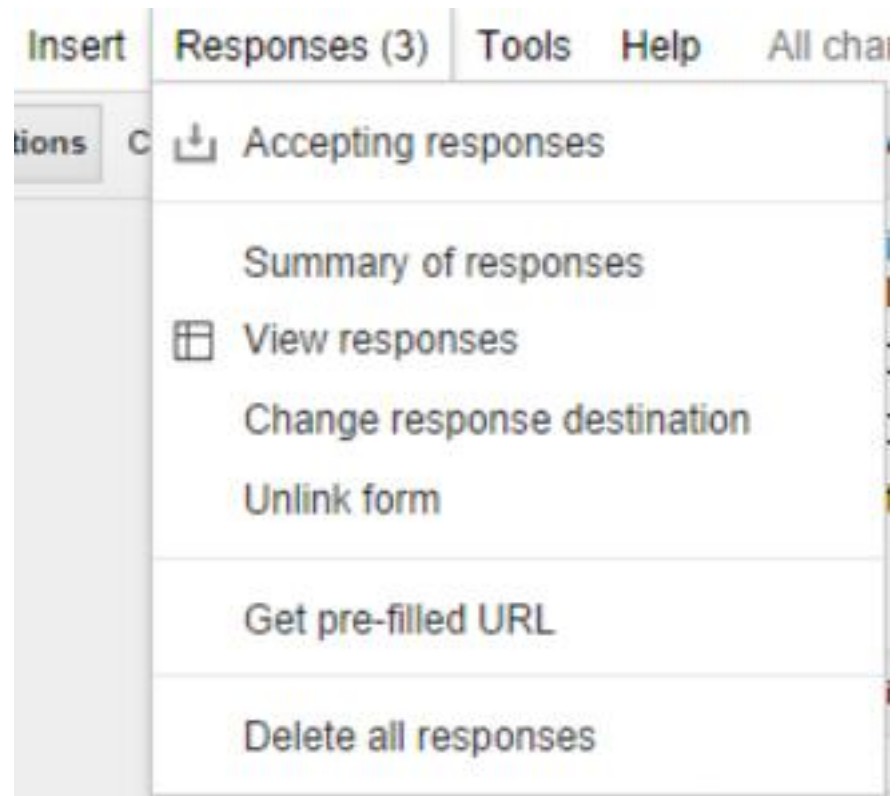 Insert Responses (3) Tools Help All
Accepting responses
Summary of responses
View responses
Change response destination
Unlink form
Get pre-filled URL
Delete all responses